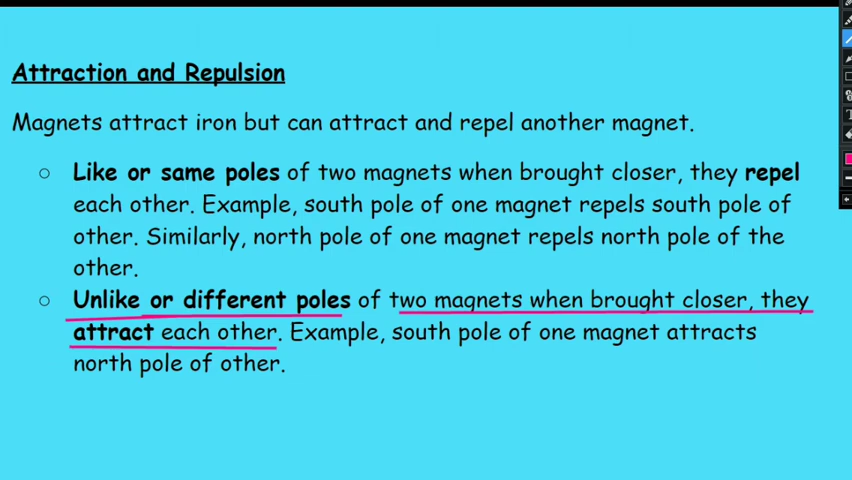 Attraction and Repulsion
Magnets attract iron but can attract and repel another magnet.
○ Like or same poles of two magnets when brought closer, they repel
each other. Example, south pole of one magnet repels south pole of
other. Similarly, north pole of one magnet repels north pole of the
other.
○ Unlike or different poles of two magnets when brought closer, they
attract each other. Example, south pole of one magnet attracts
north pole of other.